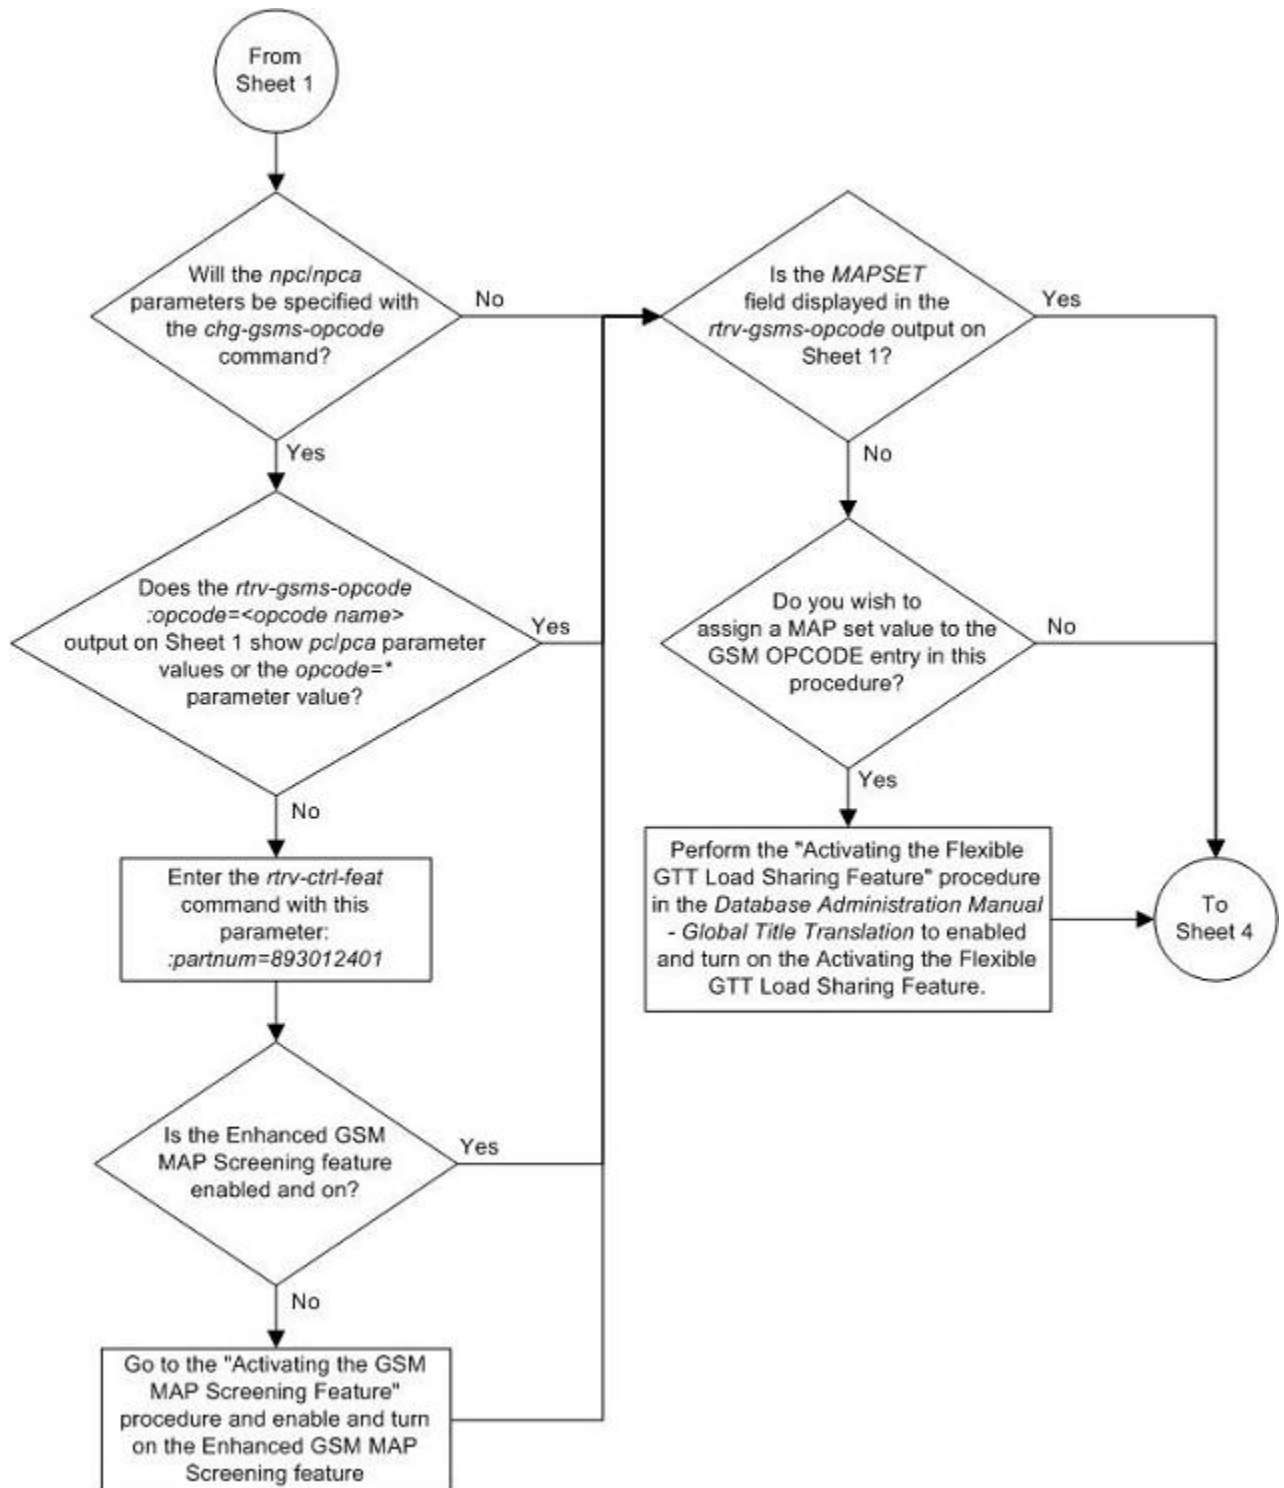 From
Sheet 1
Will the npc/npca
parameters be specified with
the chg-gsms-opcode
command?
No
Yes
Does the rtrv-gsms-opcode
:opcode=<opcode name>
output on Sheet 1 show pc/pca parameter
values or the opcode=*
parameter value?
Yes
No
Enter the rtrv-ctrl-feat
command with this
parameter:
:partnum=893012401
Is the Enhanced GSM
MAP Screening feature
enabled and on?
Yes
No
Go to the "Activating the GSM
MAP Screening Feature"
procedure and enable and turn
on the Enhanced GSM MAP
Screening feature
Is the MAPSET
field displayed in the
rtrv-gsms-opcode output on
Sheet 1?
Yes
No
Do you wish to
assign a MAP set value to the
GSM OPCODE entry in this
procedure?
No
Yes
Perform the "Activating the Flexible
GTT Load Sharing Feature" procedure
in the Database Administration Manual
- Global Title Translation to enabled
and turn on the Activating the Flexible
GTT Load Sharing Feature.
To
Sheet 4